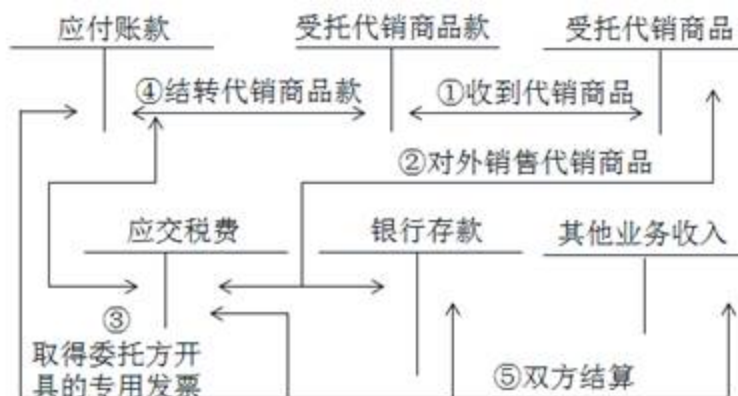 应付账款
受托代销商品款
受托代销商品
④结转代销商品款
①收到代销商品
②对外销售代销商品
应交税费
银行存款
其他业务收入
③
取得委托方开
具的专用发票
⑤双方结算